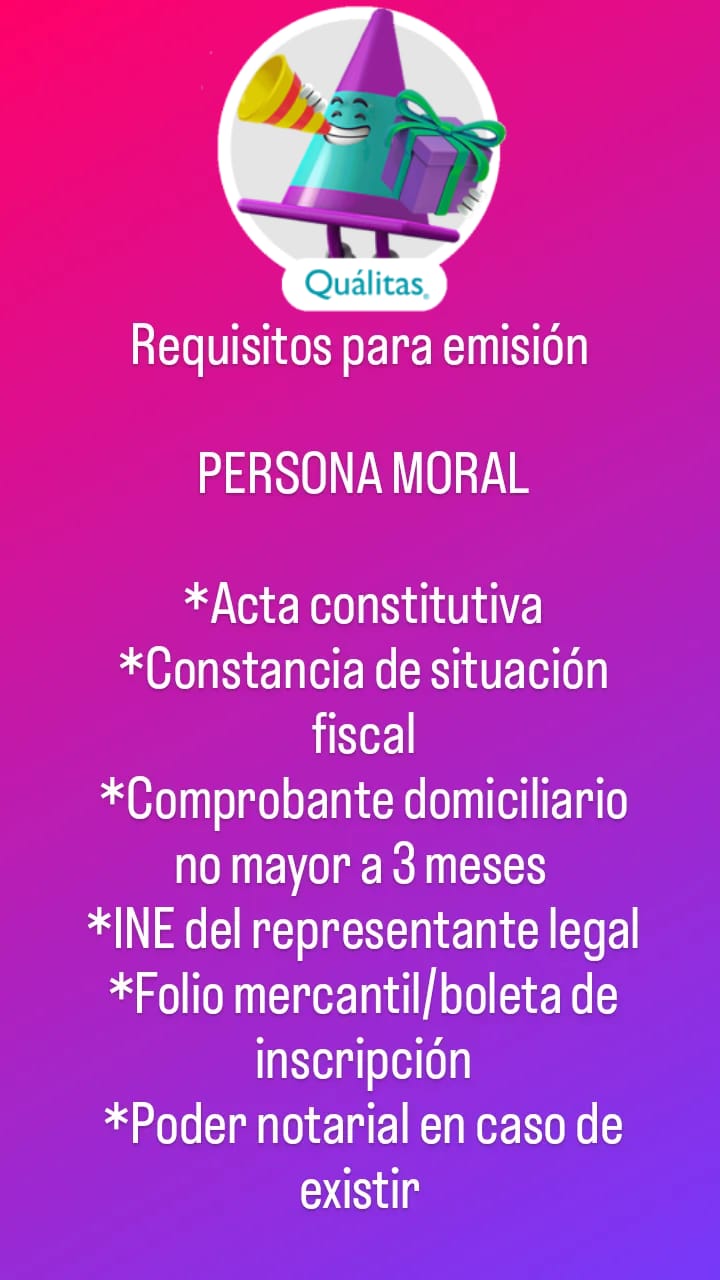 Quálitas
Requisitos para emisión
PERSONA MORAL
*Acta constitutiva
*Constancia de situación
fiscal
*Comprobante domiciliario
no mayor a 3 meses
*INE del representante legal
*Folio mercantil/boleta de
inscripción
*Poder notarial en caso de
existir